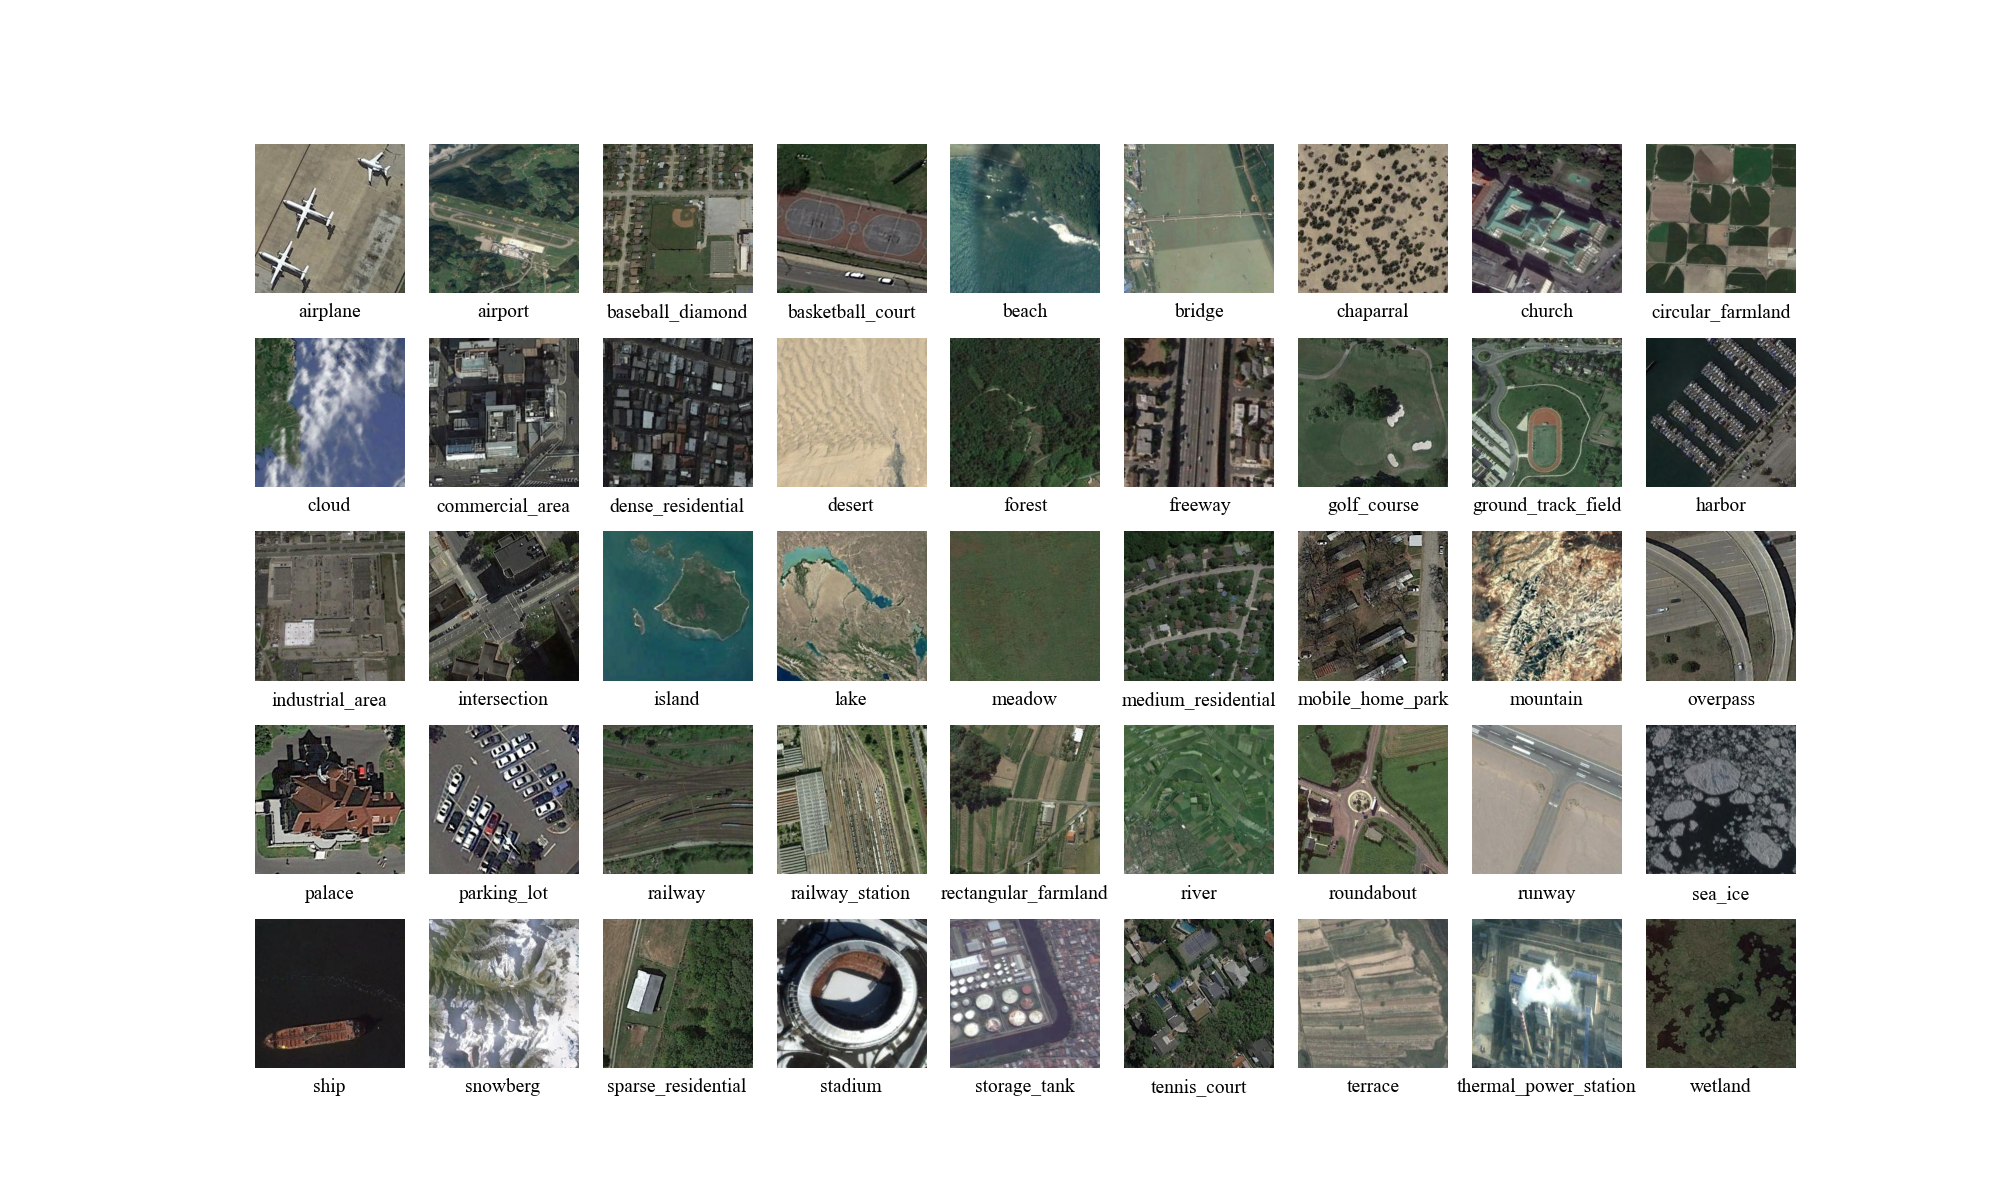 airplane airport baseball_diamond basketball_court beach bridge chaparral church circular_farmland
cloud commercial_area dense_residential desert forest freeway golf_course ground_track_field harbor
industrial_area intersection island lake meadow medium_residential mobile_home_park mountain overpass
palace parking_lot railway railway_station rectangular_farmland river roundabout runway sea_ice
ship snowberg sparse_residential stadium storage_tank tennis_court terrace thermal_power_station wetland